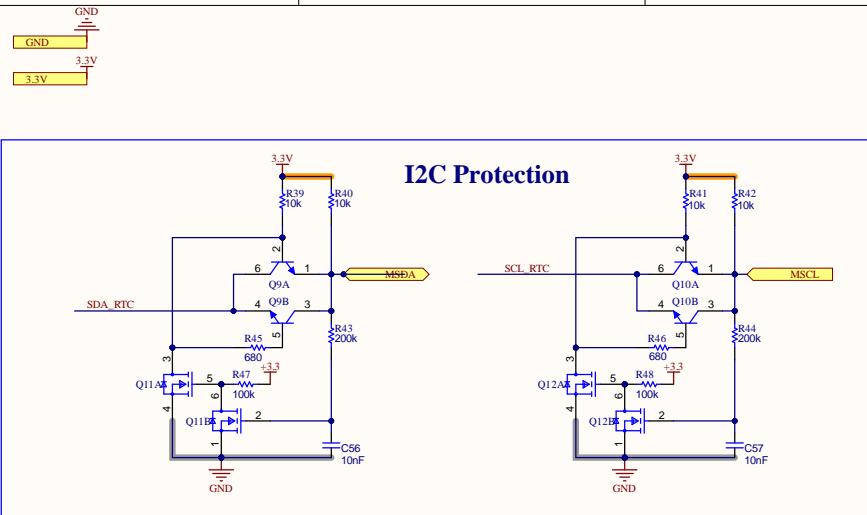 GND
GND
3.3V
3.3V
I2C Protection
3.3V
R39
10k
R40
10k
2
6
1
Q9A
MSDA
SDA_RTC
Q9B
4
3
5
R43
200k
R45
680
3
Q11A
5
R47
100k
+3.3
4
6
Q11B
2
1
C56
10nF
GND
3.3V
R41
10k
R42
10k
2
SCL_RTC
6
1
Q10A
MSCL
Q10B
4
3
5
R44
200k
R46
680
3
Q12A
5
R48
100k
+3.3
4
6
Q12B
2
1
C57
10nF
GND